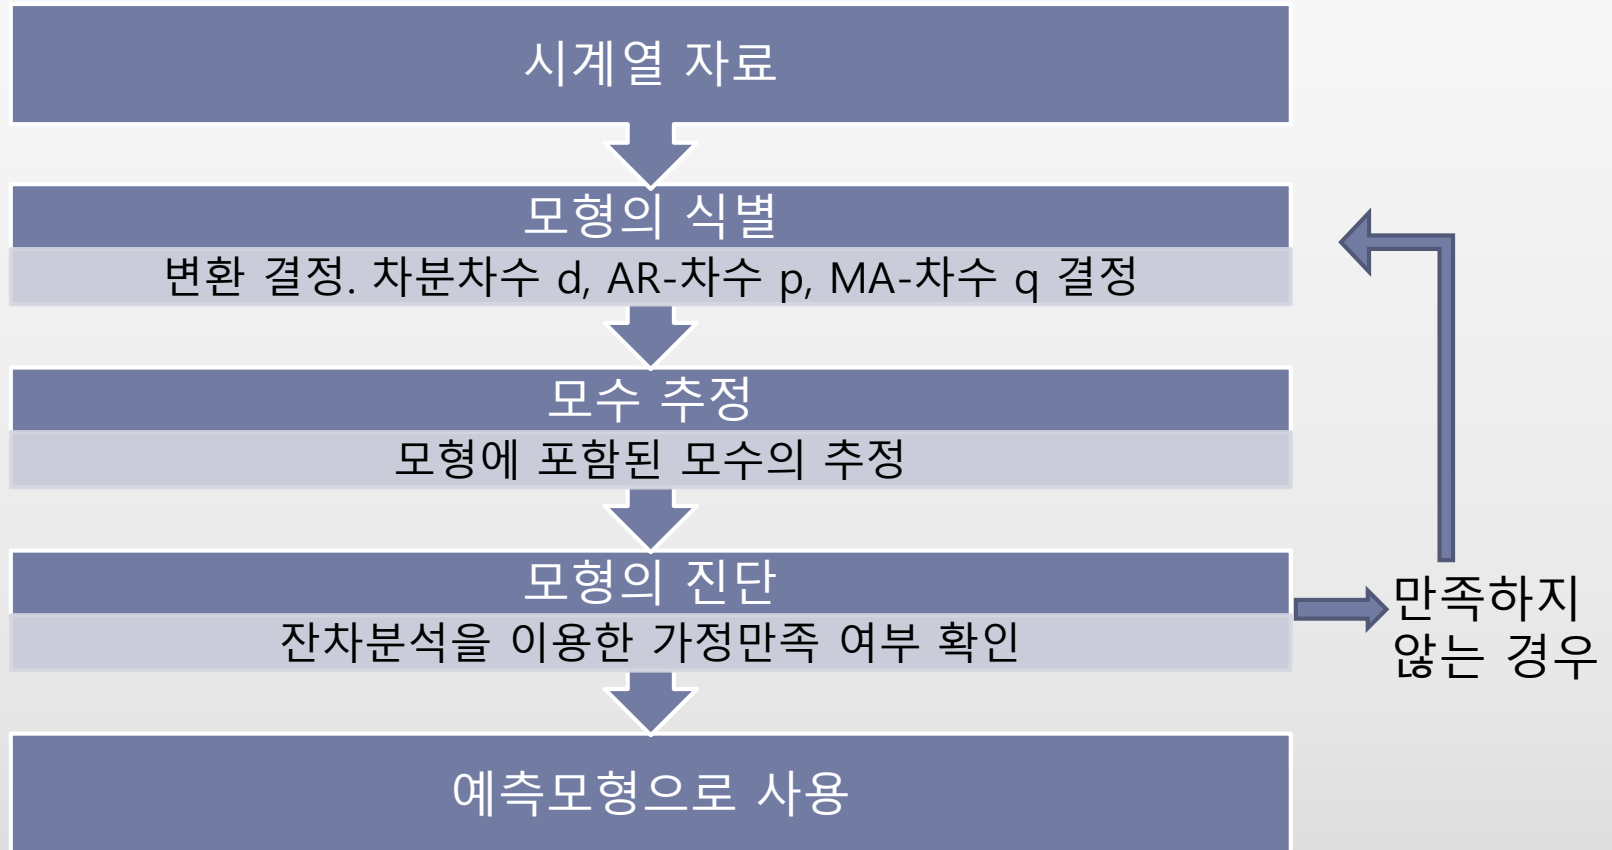 시계열 자료
모형의 식별
변환 결정. 차분차수 d, AR-차수 p, MA-차수 q 결정
모수 추정
모형에 포함된 모수의 추정
모형의 진단
잔차분석을 이용한 가정만족 여부 확인
만족하지
않는 경우
예측모형으로 사용